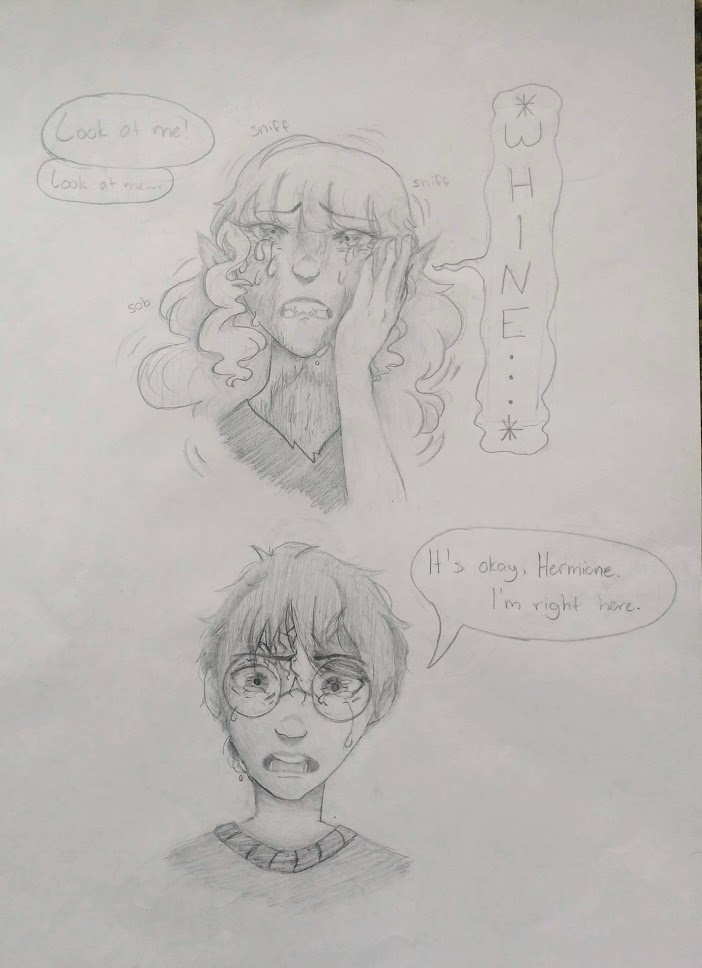 Look at me!
Look at me....
sniff
sniff
sob
*WHINE...*
It's okay, Hermione.
I'm right here.